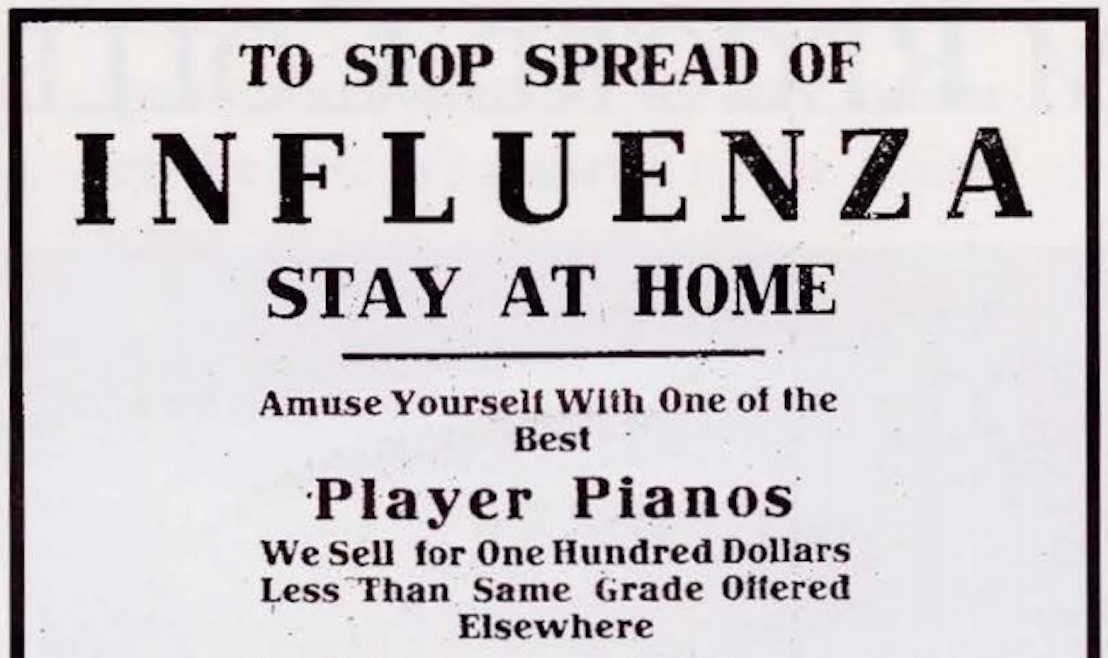 TO STOP SPREAD OF
INFLUENZA
STAY AT HOME
Amuse Yourself With One of the
Best
Player Pianos
We Sell for One Hundred Dollars
Less Than Same Grade Offered
Elsewhere